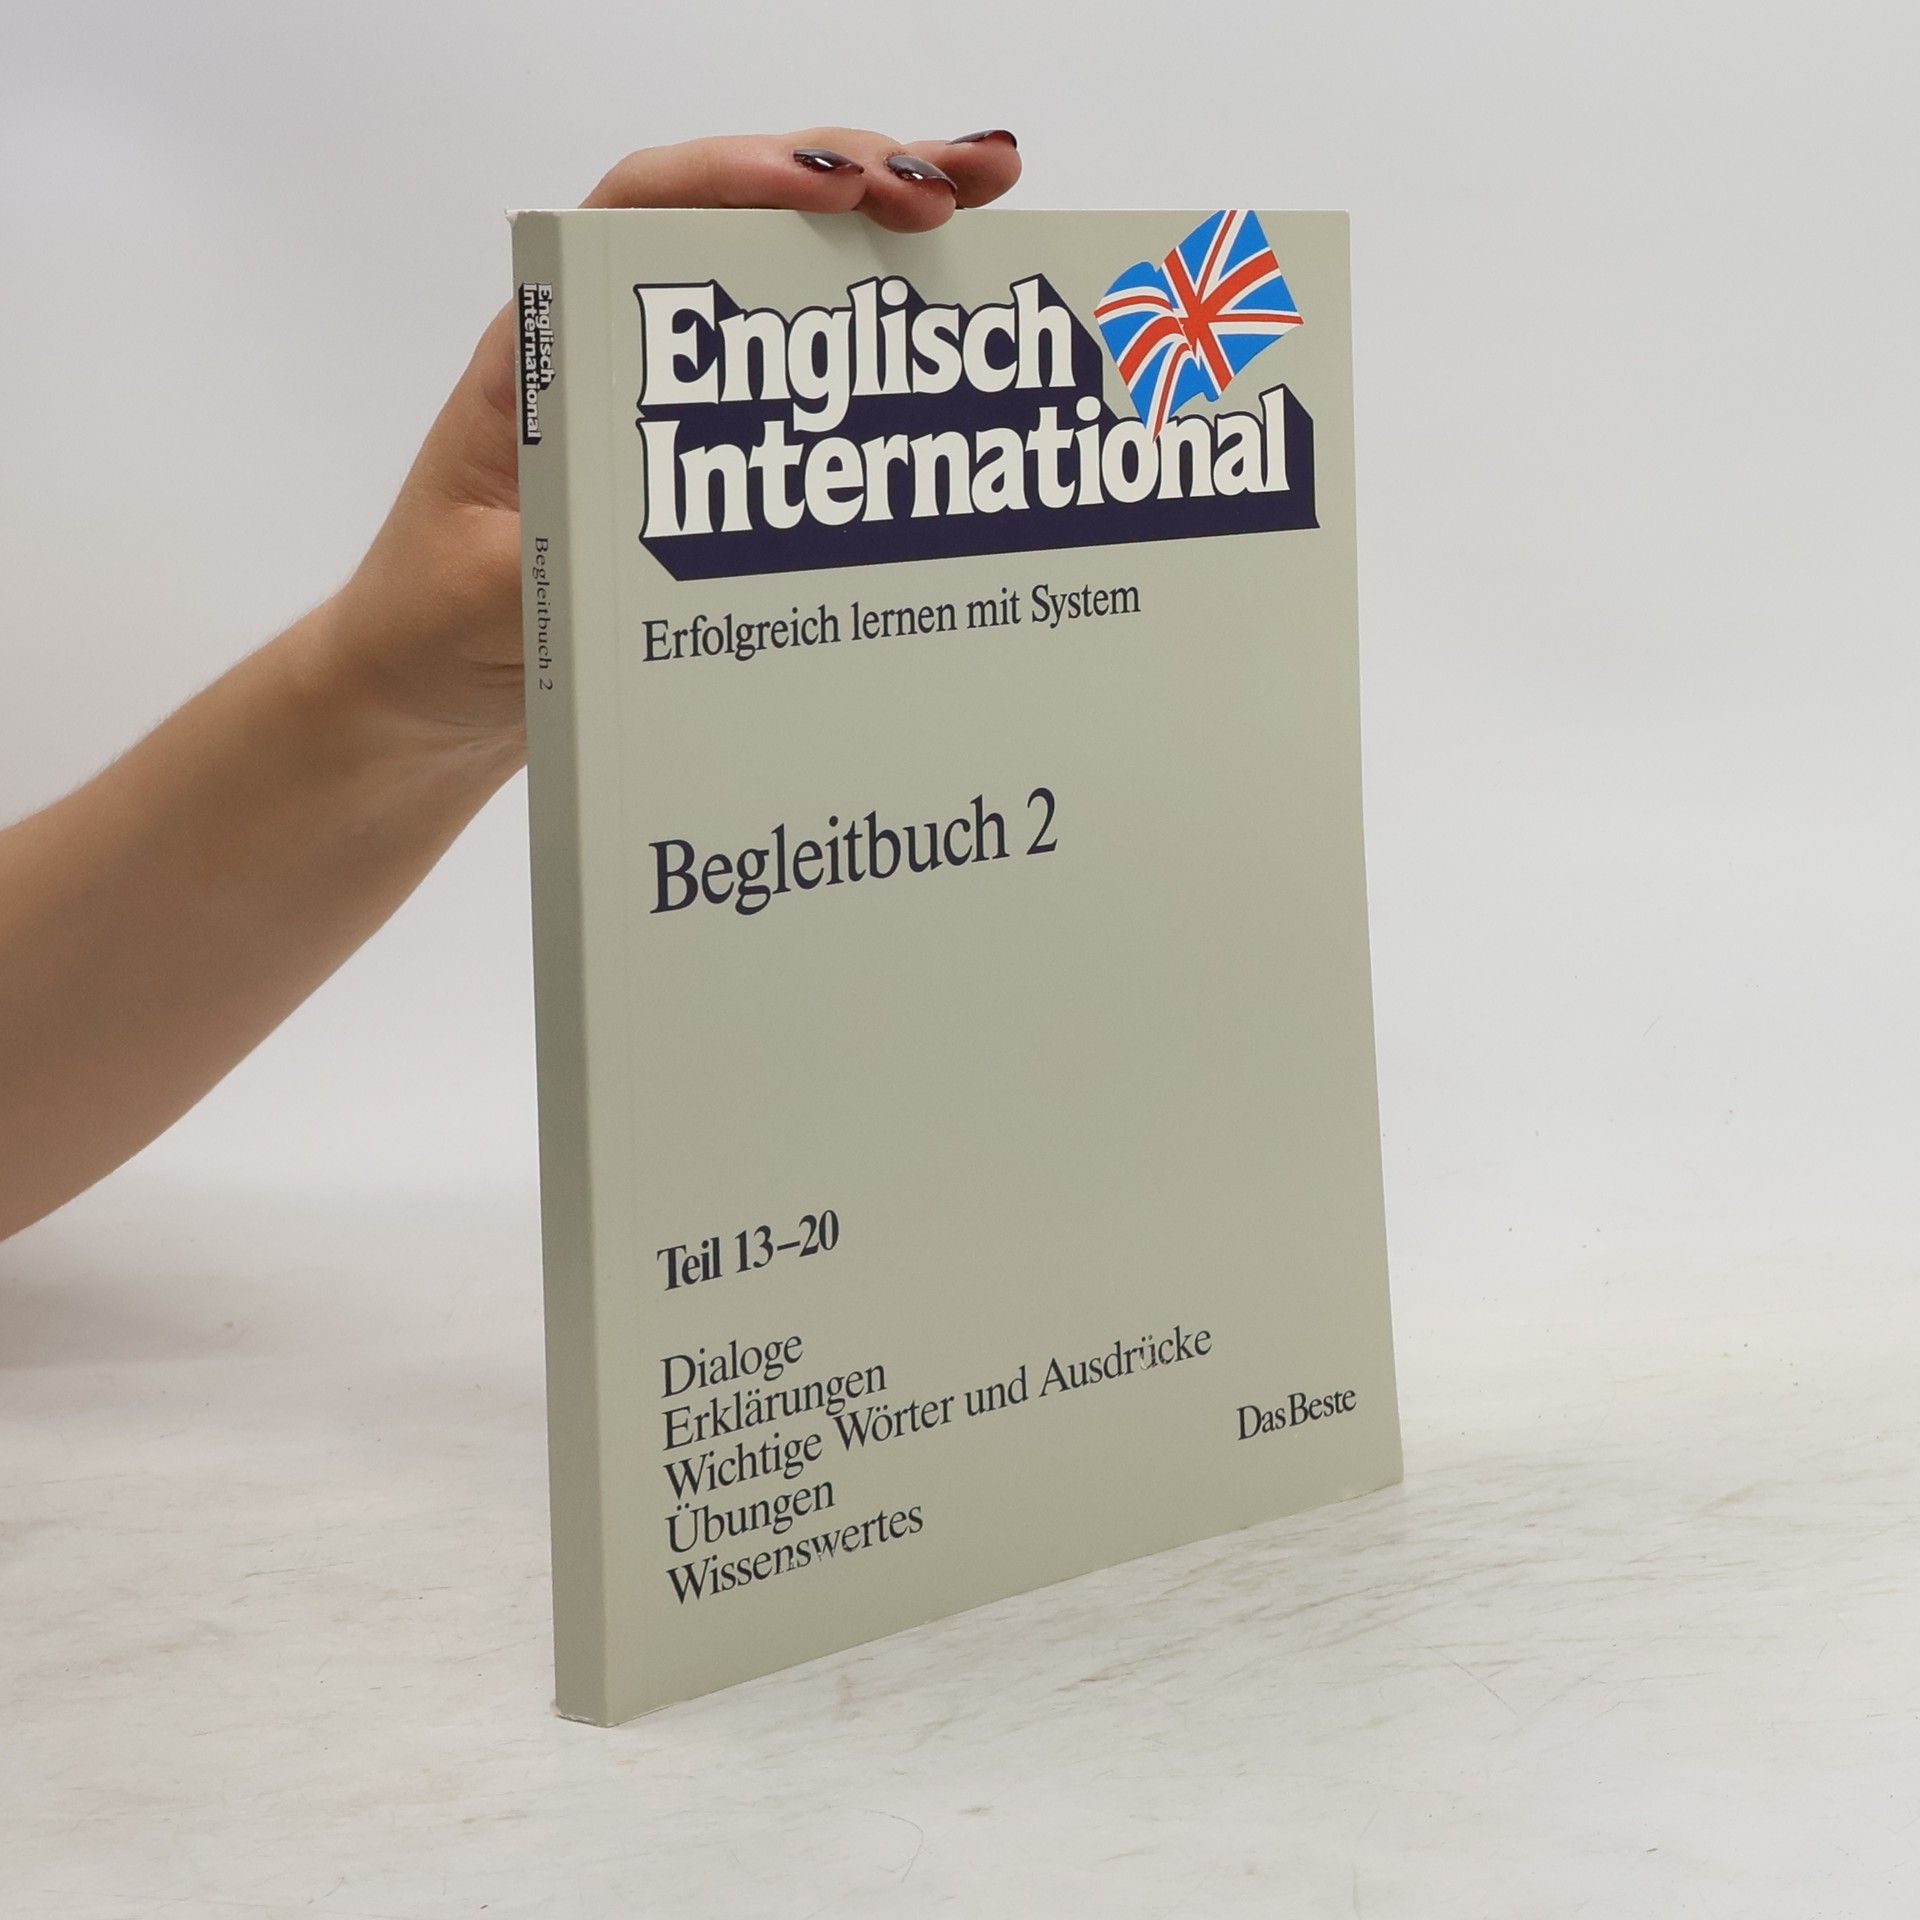 Englisch
International
Begleitbuch 2
Englisch
International
Erfolgreich lernen mit System
Begleitbuch 2
Teil 13–20
Dialoge
Erklärungen
Wichtige Wörter und Ausdrücke
Übungen
Wissenswertes
Das Beste